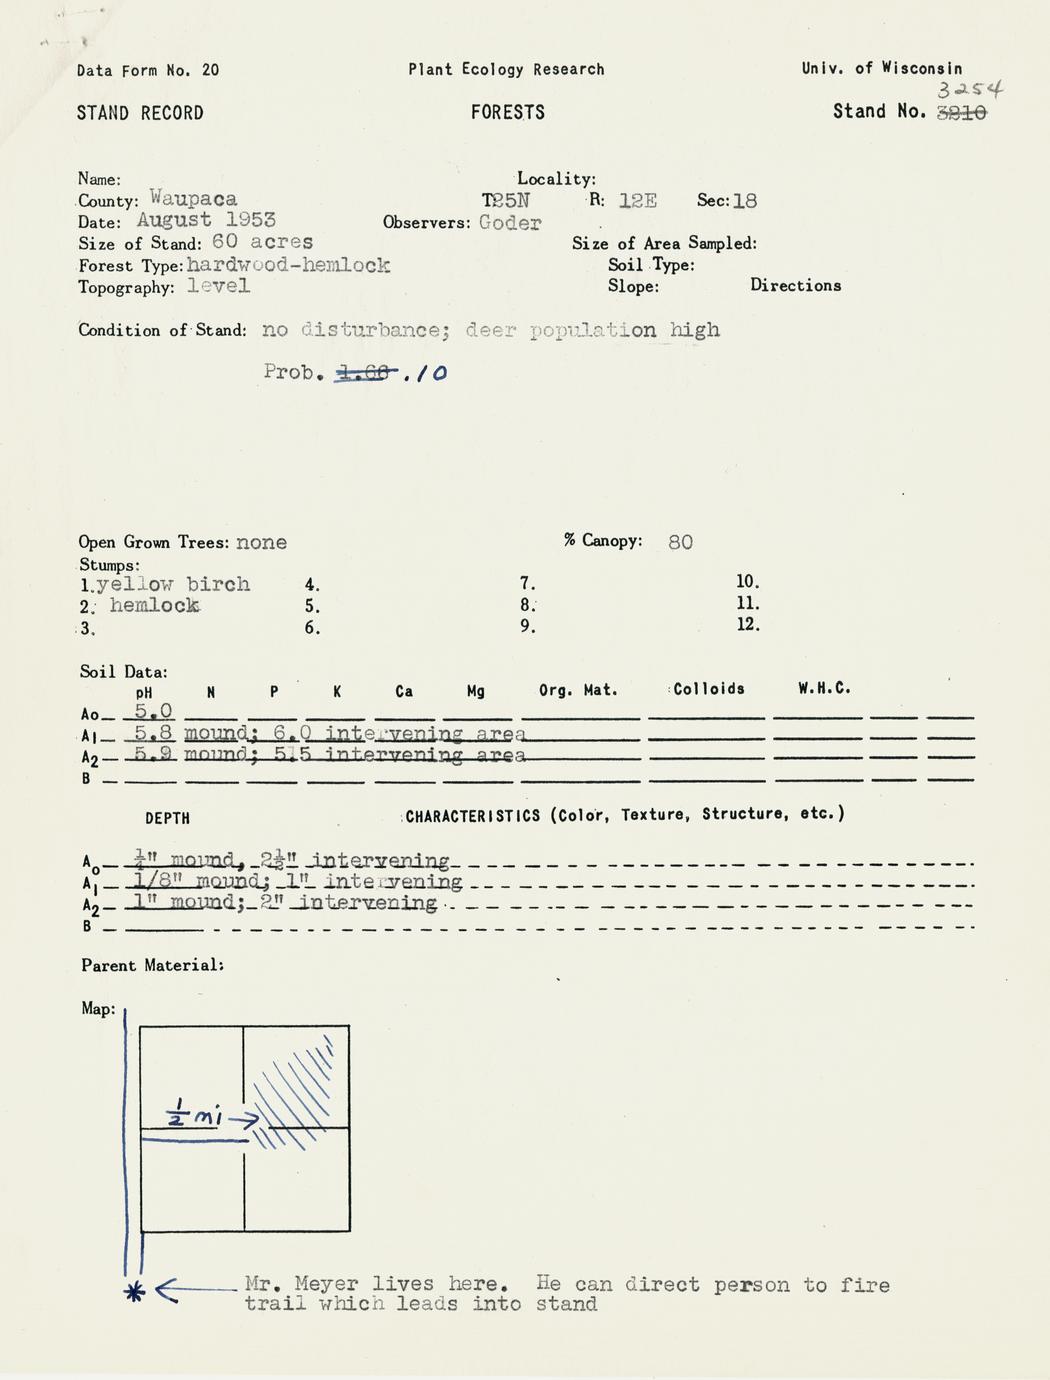 Data Form No. 20 Plant Ecology Research Univ. of Wisconsin
3254
STAND RECORD FORESTS Stand No. 3210
Name: Locality:
County: Waupaca T25N R: 12E Sec: 18
Date: August 1953 Observers: Goder
Size of Stand: 60 acres Size of Area Sampled:
Forest Type: hardwood-hemlock Soil Type:
Topography: level Slope: Directions
Condition of Stand: no disturbance; deer population high
Prob. 1.66 .10
Open Grown Trees: none % Canopy: 80
Stumps:
1. yellow birch 4. 7. 10.
2. hemlock 5. 8. 11.
3. 6. 9. 12.
Soil Data:
pH N P K Ca Mg Org. Mat. Colloids W.H.C.
Ao 5.0
A1 5.8 mound; 6.0 intervening area
A2 5.9 mound; 5.5 intervening area
B
DEPTH CHARACTERISTICS (Color, Texture, Structure, etc.)
Ao ¼" mound, 2½" intervening
A1 1/8" mound; 1" intervening
A2 1" mound; 2" intervening
B
Parent Material:
Map:
½ mi →
* ← Mr. Meyer lives here. He can direct person to fire
trail which leads into stand